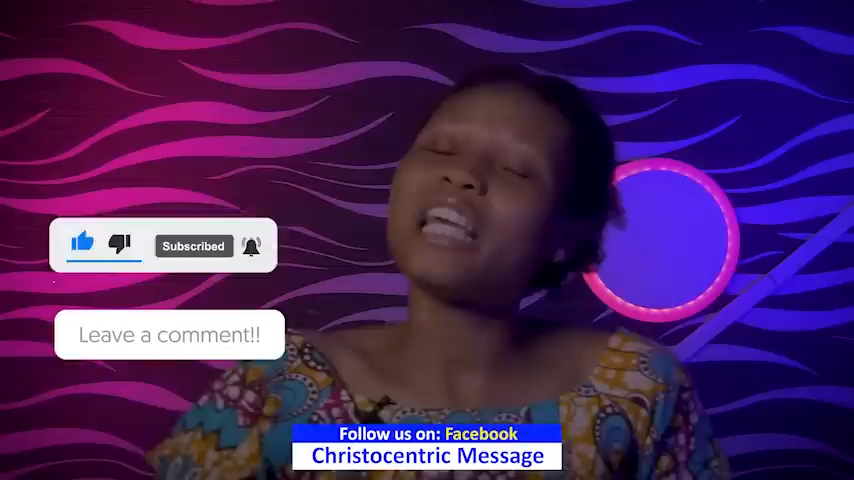 Subscribed
Leave a comment!!
Follow us on: Facebook
Christocentric Message